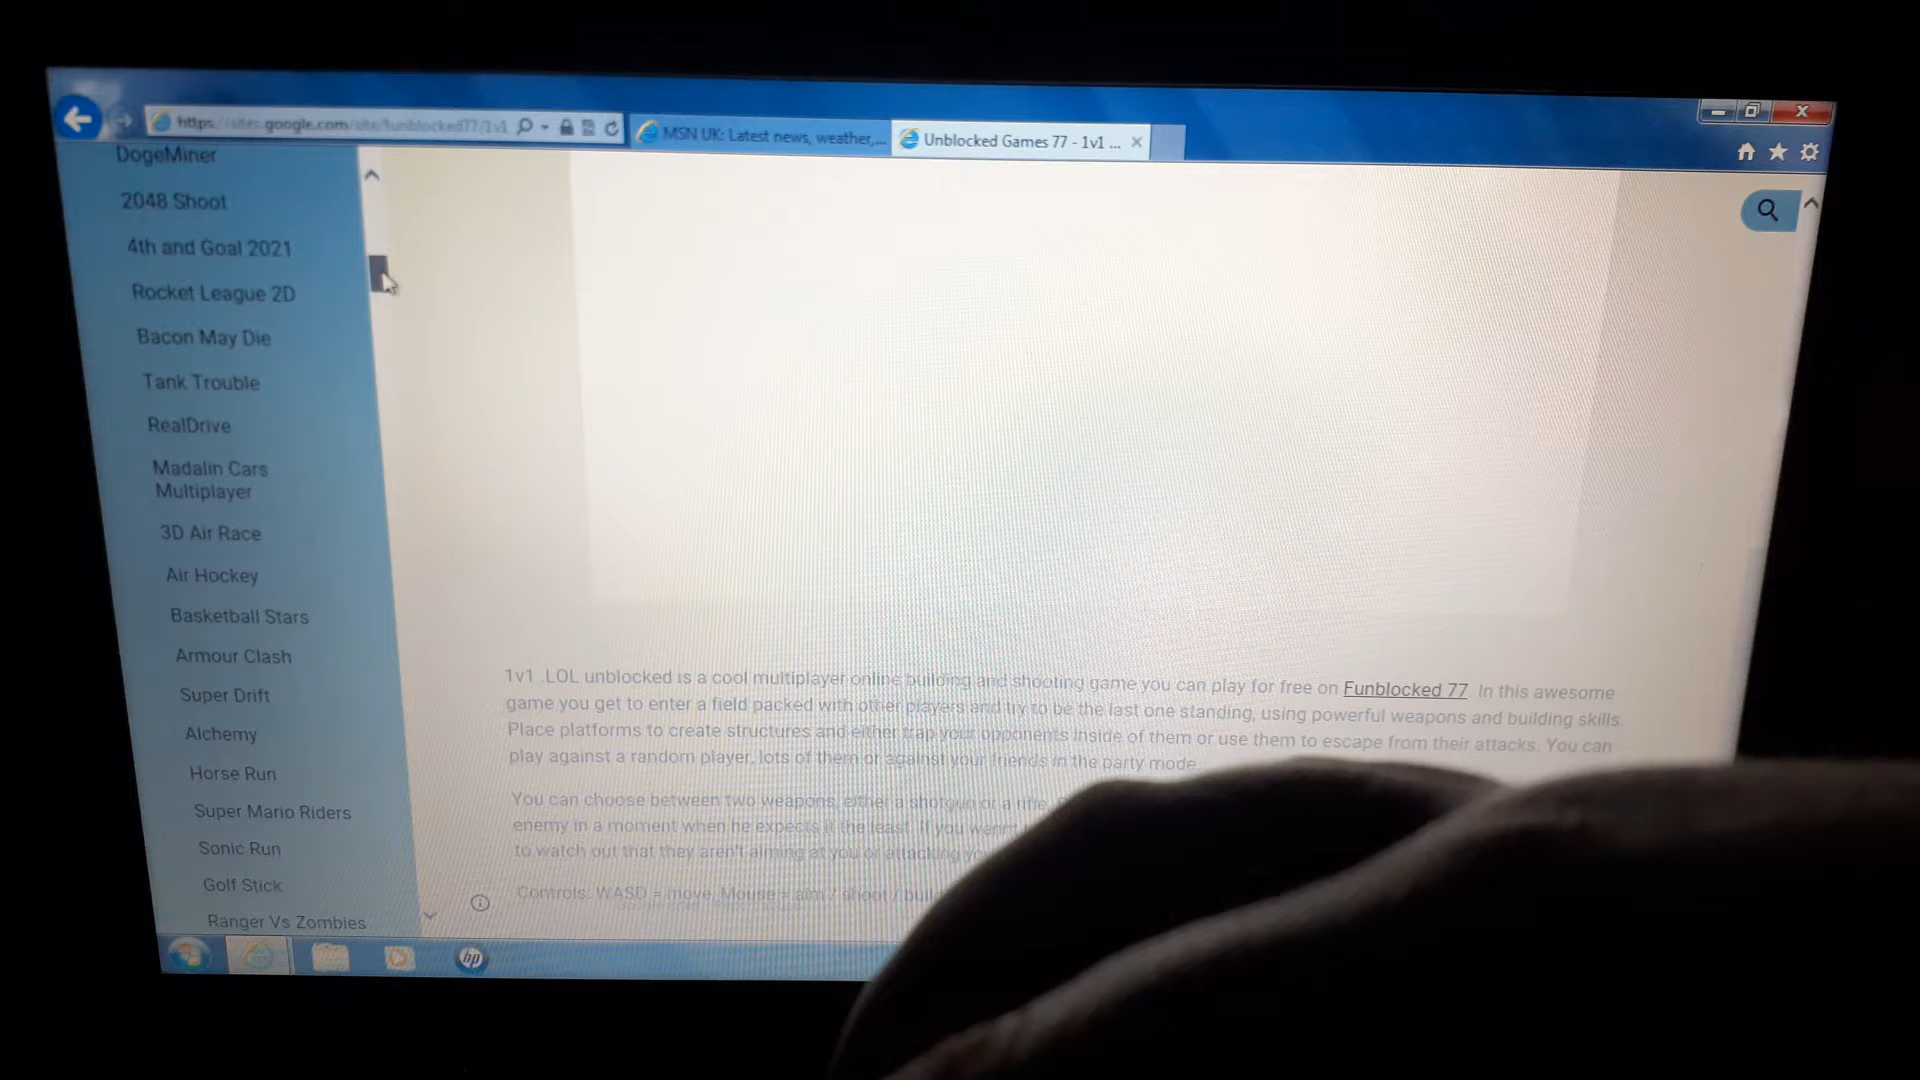 https://sites.google.com/site/funblocked77/1v1
MSN UK: Latest news, weather,...
Unblocked Games 77 - 1v1 ...
DogeMiner
2048 Shoot
4th and Goal 2021
Rocket League 2D
Bacon May Die
Tank Trouble
RealDrive
Madalin Cars
Multiplayer
3D Air Race
Air Hockey
Basketball Stars
Armour Clash
Super Drift
Alchemy
Horse Run
Super Mario Riders
Sonic Run
Golf Stick
Ranger Vs Zombies
1v1 .LOL unblocked is a cool multiplayer online building and shooting game you can play for free on Funblocked 77. In this awesome
game you get to enter a field packed with other players and try to be the last one standing, using powerful weapons and building skills.
Place platforms to create structures and either trap your opponents inside of them or use them to escape from their attacks. You can
play against a random player, lots of them or against your friends in the party mode.
You can choose between two weapons, either a shotgun or a rifle.
enemy in a moment when he expects it the least. If you
to watch out that they aren't aiming at you or attacking
Controls: WASD = move, Mouse = aim / shoot /
hp